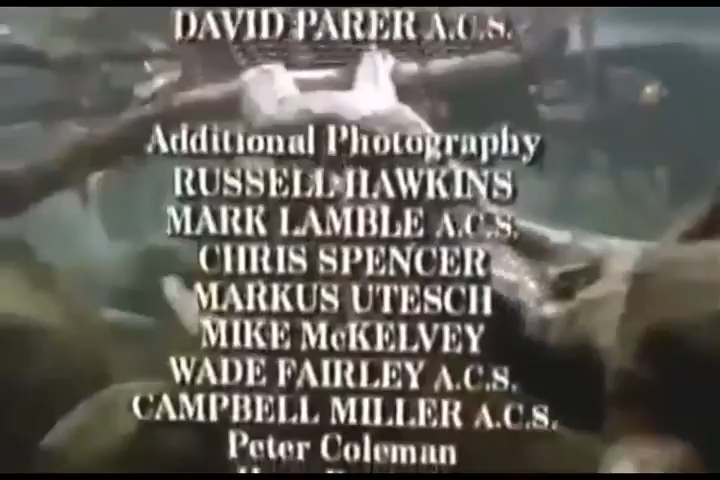 DAVID PARER A.C.S.
Additional Photography
RUSSELL HAWKINS
MARK LAMBLE A.C.S.
CHRIS SPENCER
MARKUS UTESCH
MIKE McKELVEY
WADE FAIRLEY A.C.S.
CAMPBELL MILLER A.C.S.
Peter Coleman